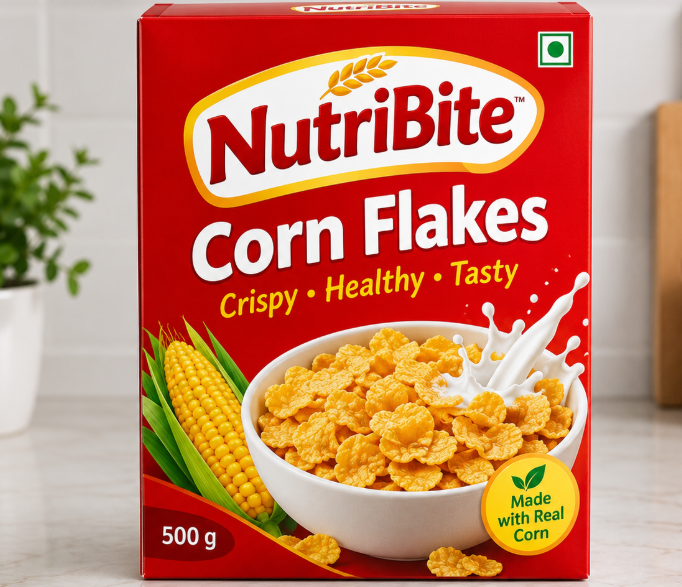 NutriBite
NutriBite™
Corn Flakes
Crispy • Healthy • Tasty
Made
with Real
Corn
500 g